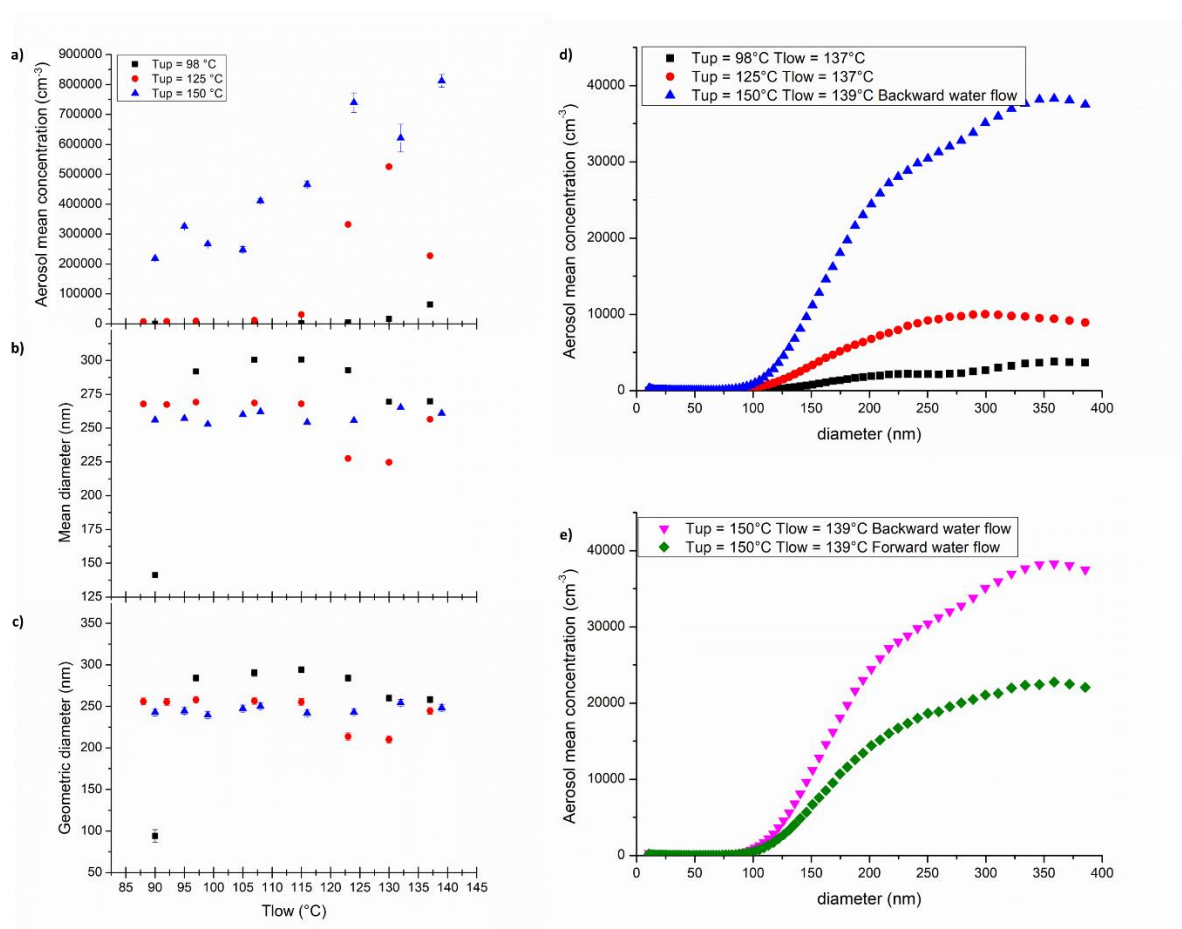 a)
900000
800000
700000
600000
500000
400000
300000
200000
100000
0
Aerosol mean concentration (cm-3)
Tup = 98 °C
Tup = 125 °C
Tup = 150 °C
b)
300
275
250
225
200
175
150
125
Mean diameter (nm)
c)
350
300
250
200
150
100
50
Geometric diameter (nm)
85 90 95 100 105 110 115 120 125 130 135 140 145
Tlow (°C)
d)
Tup = 98°C Tlow = 137°C
Tup = 125°C Tlow = 137°C
Tup = 150°C Tlow = 139°C Backward water flow
40000
30000
20000
10000
0
Aerosol mean concentration (cm-3)
0 50 100 150 200 250 300 350 400
diameter (nm)
e)
Tup = 150°C Tlow = 139°C Backward water flow
Tup = 150°C Tlow = 139°C Forward water flow
40000
30000
20000
10000
0
Aerosol mean concentration (cm-3)
0 50 100 150 200 250 300 350 400
diameter (nm)